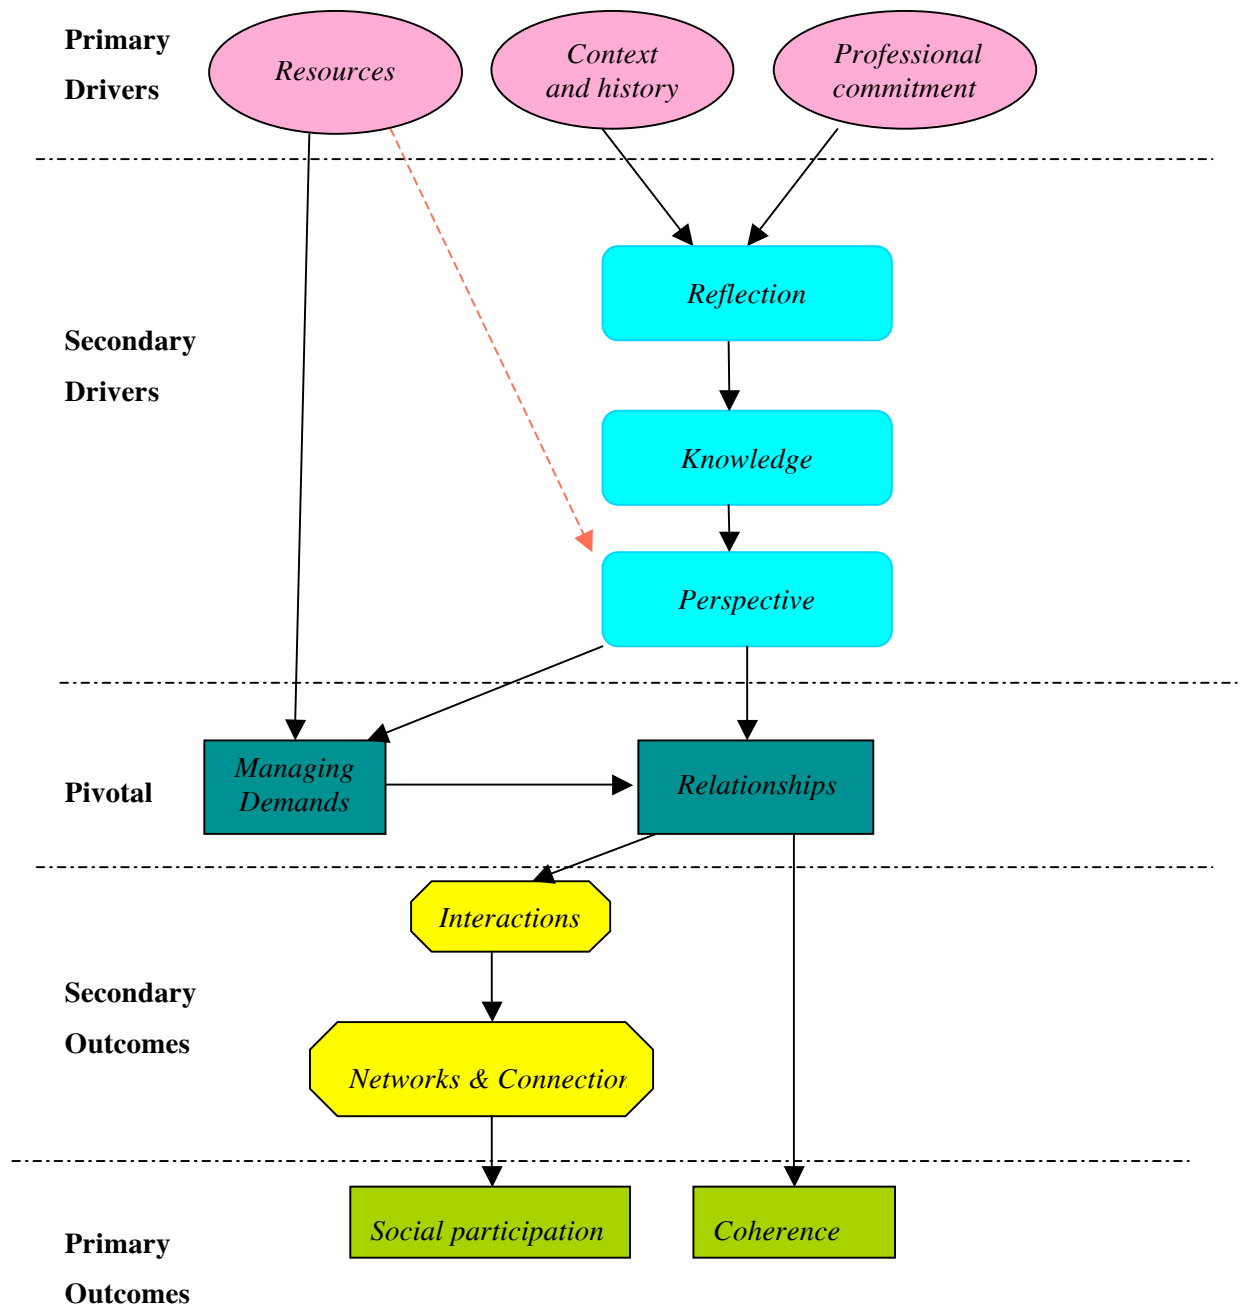 Primary
Drivers
Resources
Context
and history
Professional
commitment
Reflection
Secondary
Drivers
Knowledge
Perspective
Pivotal
Managing
Demands
Relationships
Interactions
Secondary
Outcomes
Networks & Connection
Social participation
Coherence
Primary
Outcomes